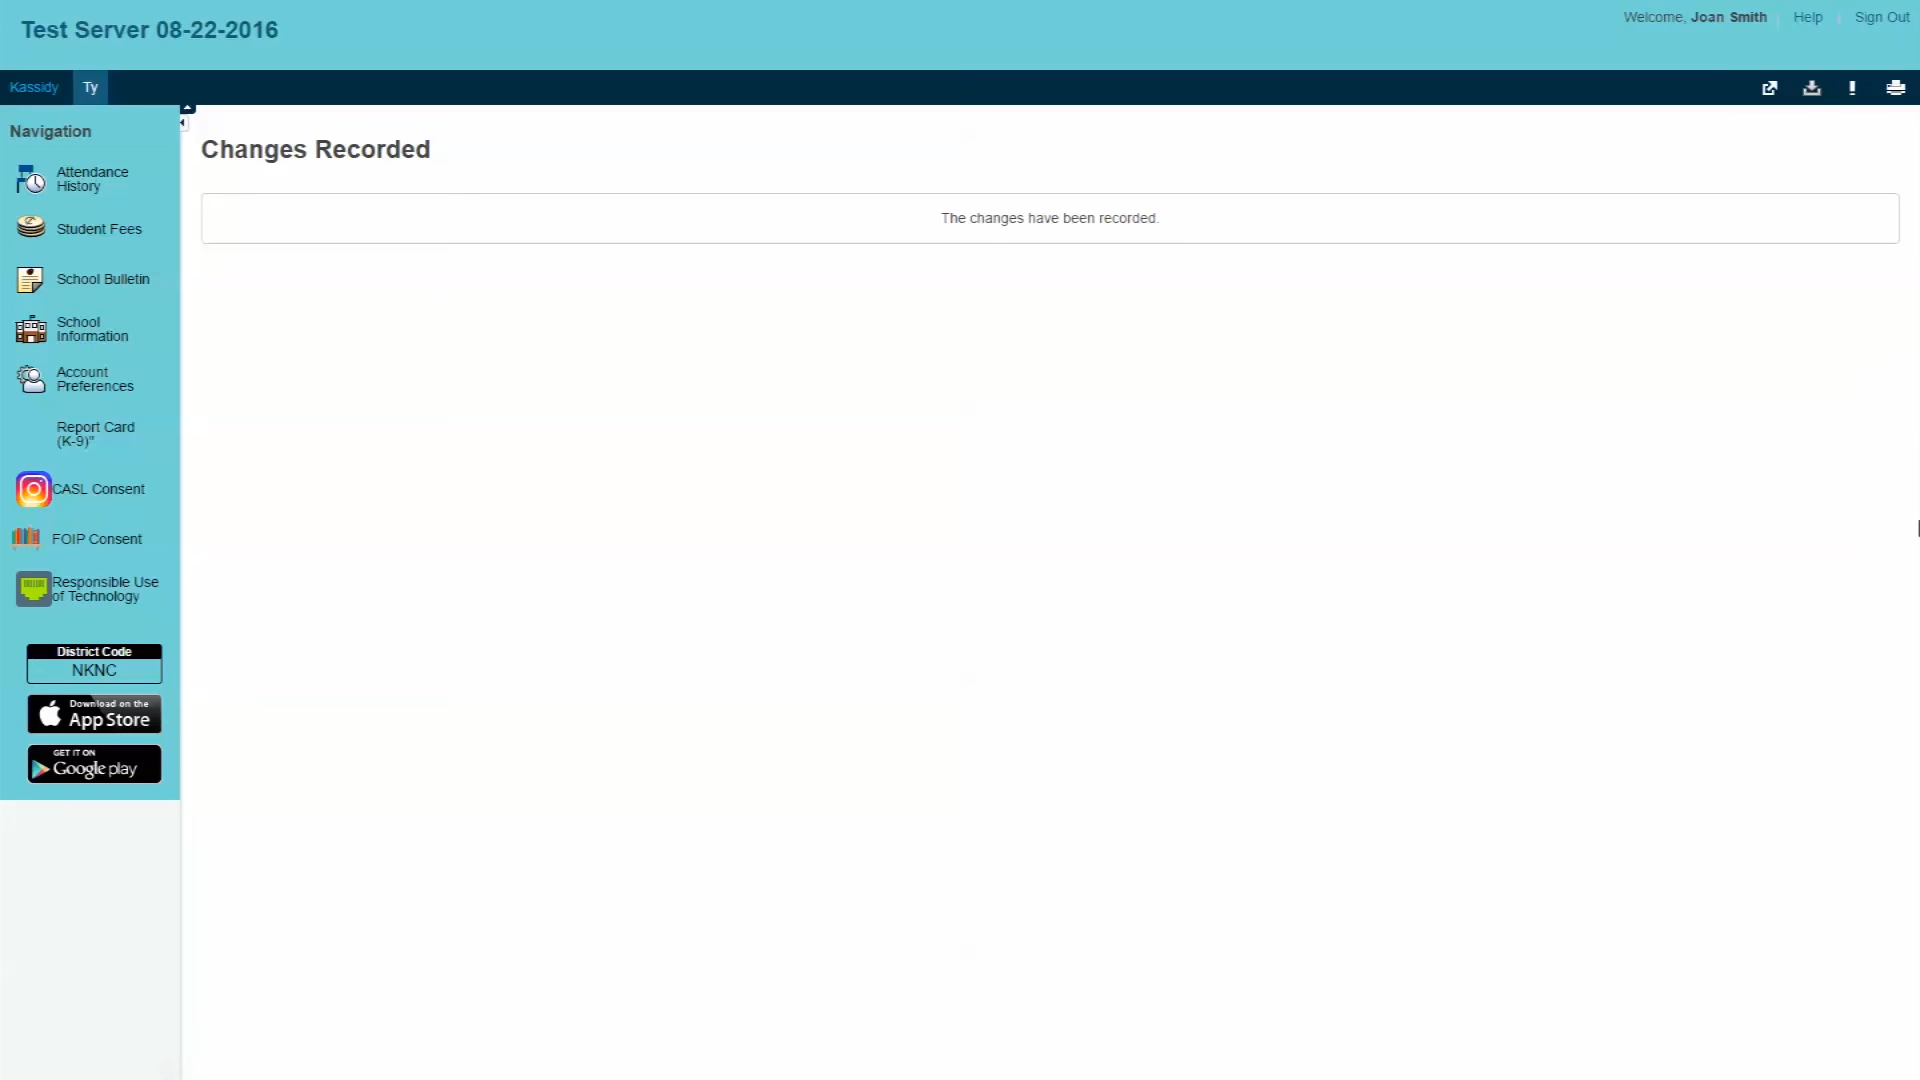 Test Server 08-22-2016
Welcome, Joan Smith
Help
Sign Out
Kassidy
Ty
Navigation
Attendance
History
Student Fees
School Bulletin
School
Information
Account
Preferences
Report Card
(K-9)"
CASL Consent
FOIP Consent
Responsible Use
of Technology
District Code
NKNC
Download on the
App Store
GET IT ON
Google play
Changes Recorded
The changes have been recorded.